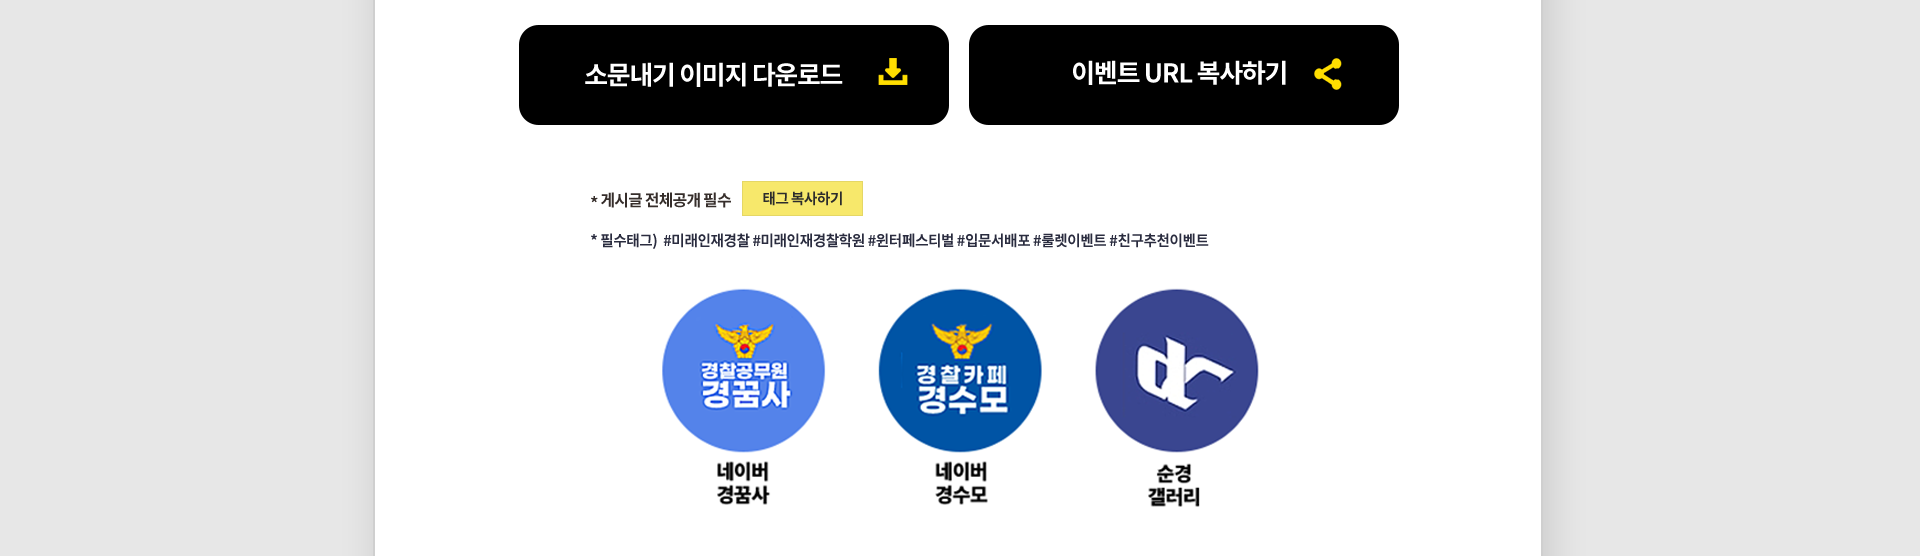 소문내기 이미지 다운로드
이벤트 URL 복사하기
* 게시글 전체공개 필수
태그 복사하기
* 필수태그) #미래인재경찰 #미래인재경찰학원 #윈터페스티벌 #입문서배포 #룰렛이벤트 #친구추천이벤트
경찰공무원
경꿈사
경찰카페
경수모
dc
네이버
경꿈사
네이버
경수모
순경
갤러리